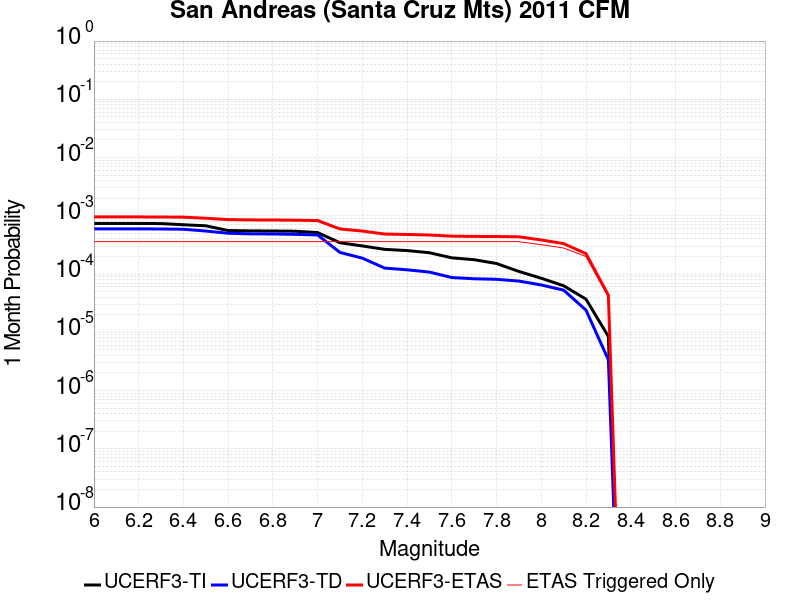 San Andreas (Santa Cruz Mts) 2011 CFM
1 Month Probability
10^0
10^-1
10^-2
10^-3
10^-4
10^-5
10^-6
10^-7
10^-8
6 6.2 6.4 6.6 6.8 7 7.2 7.4 7.6 7.8 8 8.2 8.4 8.6 8.8 9
Magnitude
UCERF3-TI UCERF3-TD UCERF3-ETAS ETAS Triggered Only